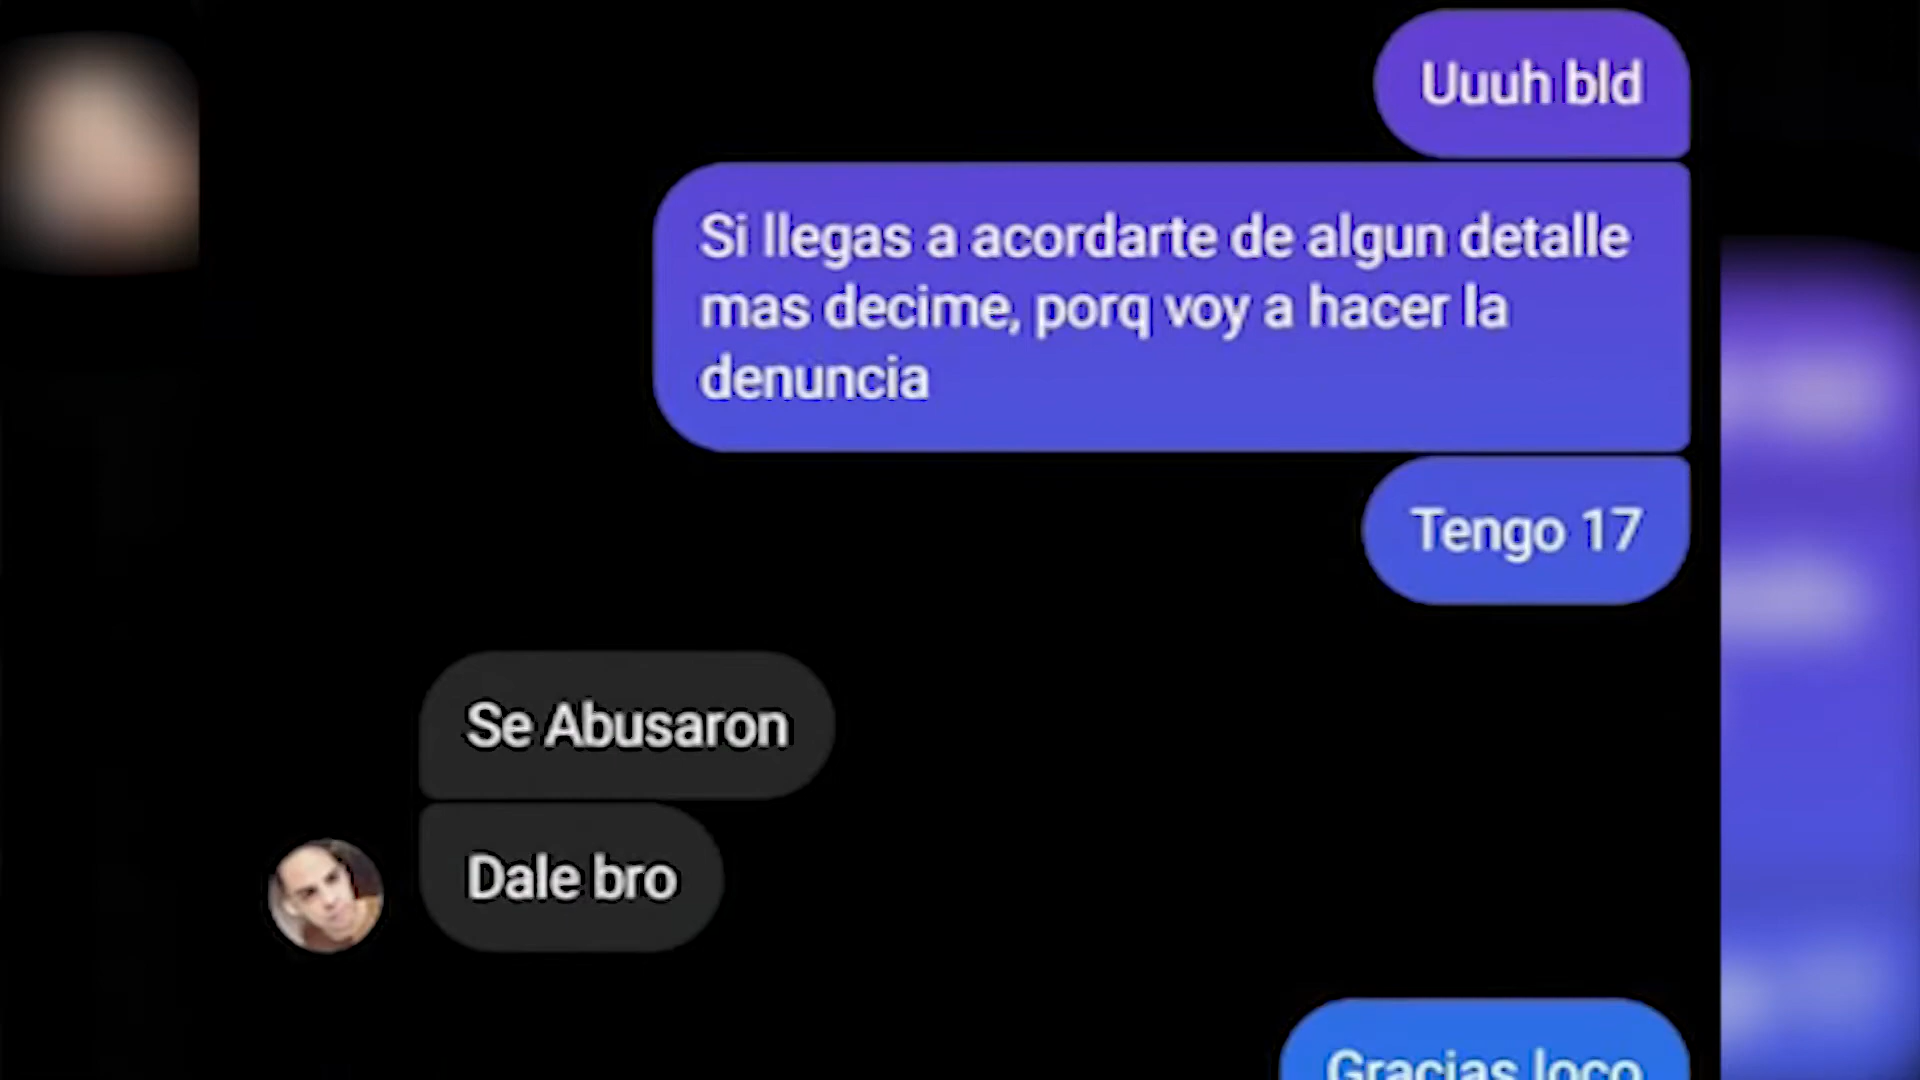 Uuuh bld
Si llegas a acordarte de algun detalle
mas decime, porq voy a hacer la
denuncia
Tengo 17
Se Abusaron
Dale bro
Gracias loco